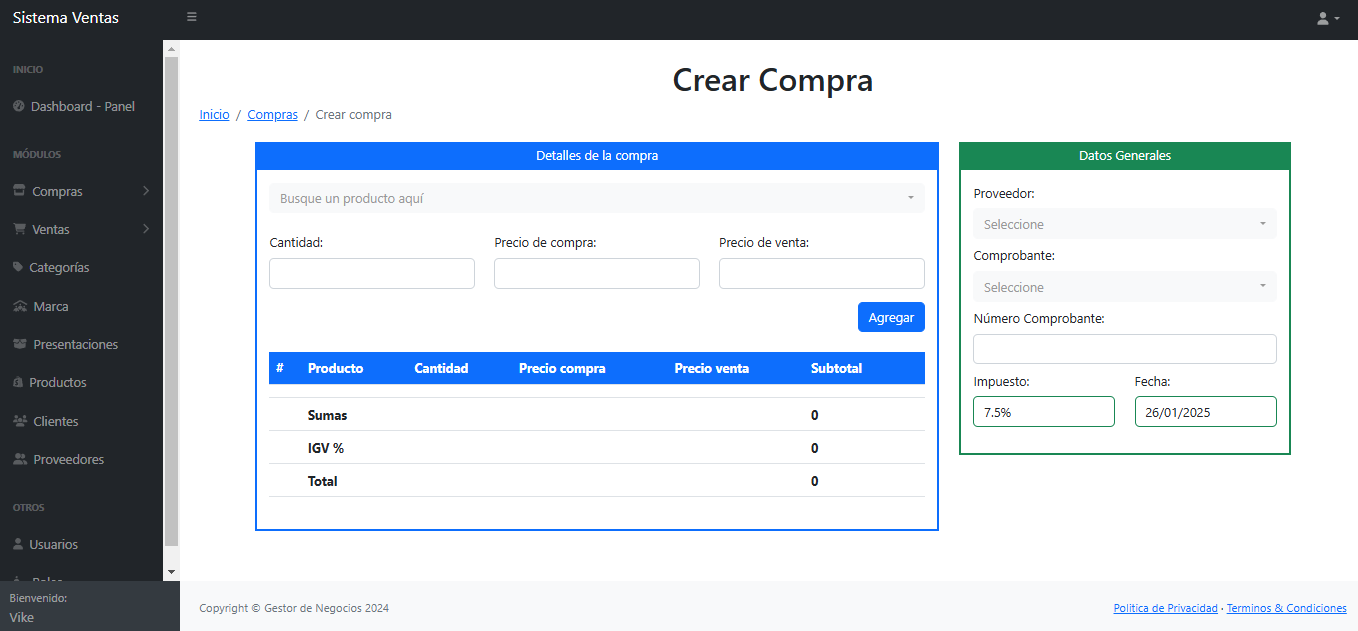 Sistema Ventas
INICIO
Dashboard - Panel
MÓDULOS
Compras
Ventas
Categorías
Marca
Presentaciones
Productos
Clientes
Proveedores
OTROS
Usuarios
Bienvenido:
Vike
Crear Compra
Inicio / Compras / Crear compra
Detalles de la compra
Busque un producto aquí
Cantidad: Precio de compra: Precio de venta:
Agregar
# Producto Cantidad Precio compra Precio venta Subtotal
Sumas 0
IGV % 0
Total 0
Datos Generales
Proveedor:
Seleccione
Comprobante:
Seleccione
Número Comprobante:
Impuesto: Fecha:
7.5% 26/01/2025
Copyright © Gestor de Negocios 2024
Politica de Privacidad · Terminos & Condiciones